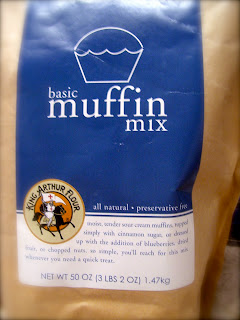 basic
muffin
mix
KING ARTHUR FLOUR
all natural • preservative free
moist, tender sour cream muffins, topped
simply with cinnamon sugar, or dressed
up with the addition of blueberries, dried
fruit, or chopped nuts. so simple, you'll reach for this mix
whenever you need a quick treat.
NET WT 50 OZ (3 LBS 2 OZ) 1.47kg